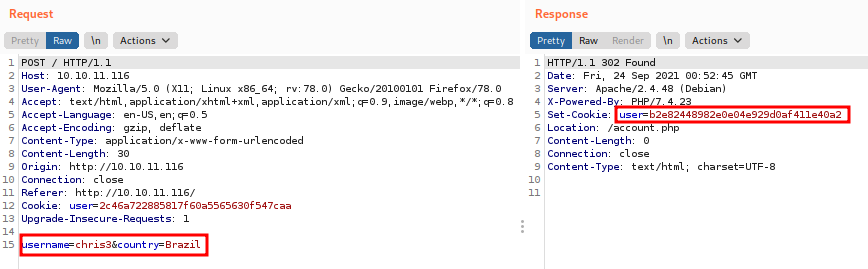 Request
Pretty Raw \n Actions
1 POST / HTTP/1.1
2 Host: 10.10.11.116
3 User-Agent: Mozilla/5.0 (X11; Linux x86_64; rv:78.0) Gecko/20100101 Firefox/78.0
4 Accept: text/html,application/xhtml+xml,application/xml;q=0.9,image/webp,*/*;q=0.8
5 Accept-Language: en-US,en;q=0.5
6 Accept-Encoding: gzip, deflate
7 Content-Type: application/x-www-form-urlencoded
8 Content-Length: 30
9 Origin: http://10.10.11.116
10 Connection: close
11 Referer: http://10.10.11.116/
12 Cookie: user=2c46a722885817f60a5565630f547caa
13 Upgrade-Insecure-Requests: 1
14
15 username=chris3&country=Brazil
Response
Pretty Raw Render \n Actions
1 HTTP/1.1 302 Found
2 Date: Fri, 24 Sep 2021 00:52:45 GMT
3 Server: Apache/2.4.48 (Debian)
4 X-Powered-By: PHP/7.4.23
5 Set-Cookie: user=b2e82448982e0e04e929d0af411e40a2
6 Location: /account.php
7 Content-Length: 0
8 Connection: close
9 Content-Type: text/html; charset=UTF-8
10
11